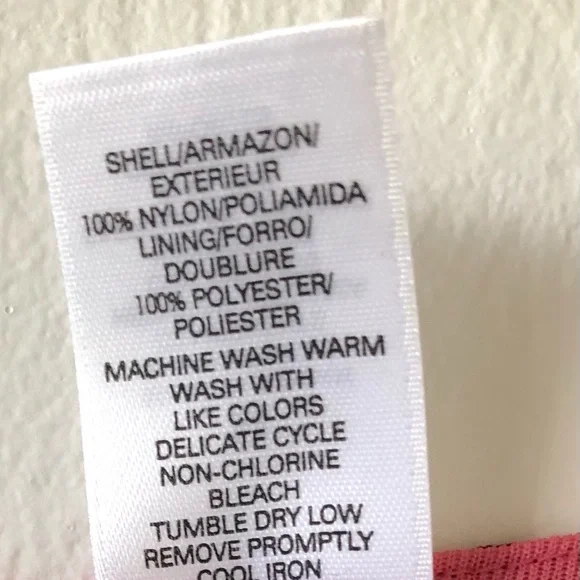 SHELL/ARMAZON/
EXTERIEUR
100% NYLON/POLIAMIDA
LINING/FORRO/
DOUBLURE
100% POLYESTER/
POLIESTER
MACHINE WASH WARM
WASH WITH
LIKE COLORS
DELICATE CYCLE
NON-CHLORINE
BLEACH
TUMBLE DRY LOW
REMOVE PROMPTLY
COOL IRON